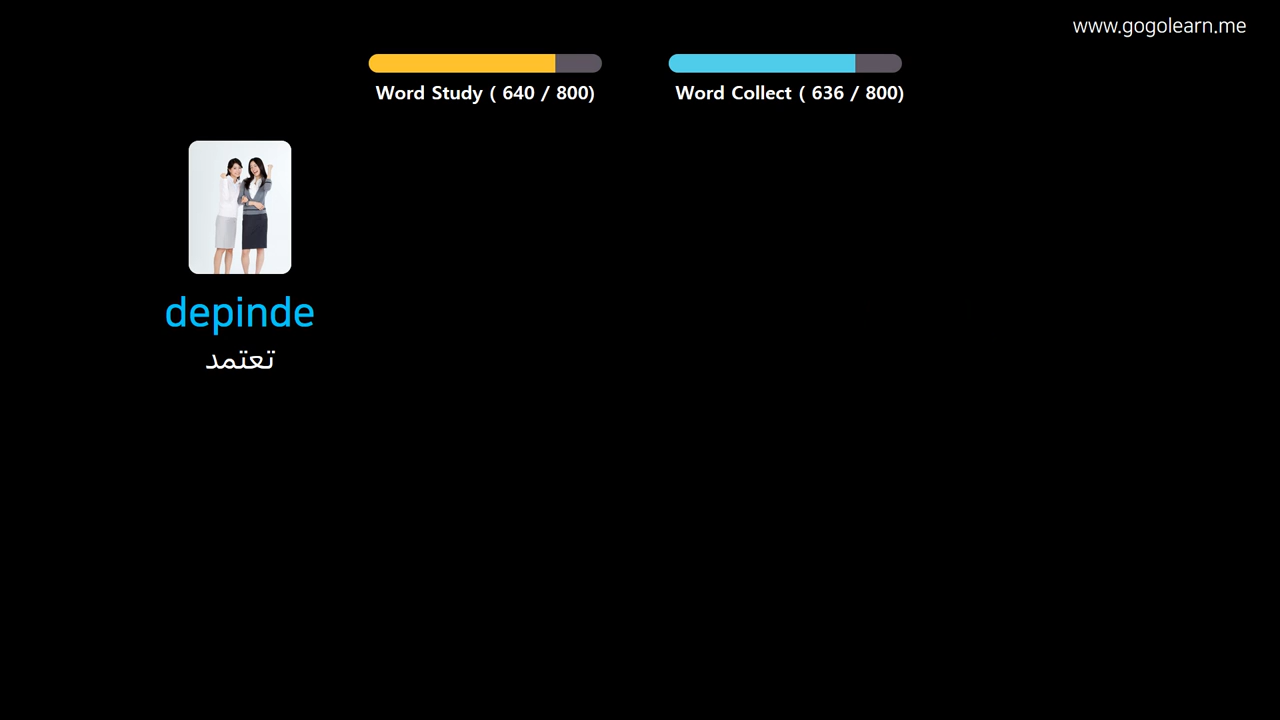 www.gogolearn.me
Word Study ( 640 / 800)
Word Collect ( 636 / 800)
depinde
تعتمد